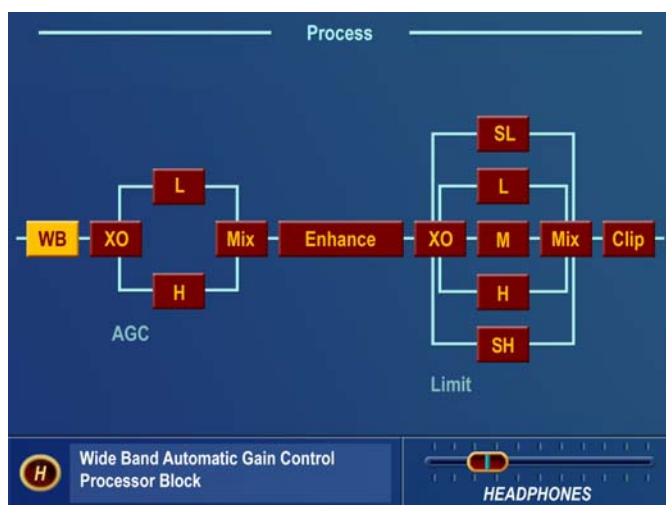 Process
SL
L
L
WB
XO
Mix
Enhance
XO
M
Mix
Clip
H
H
AGC
SH
Limit
H
Wide Band Automatic Gain Control
Processor Block
HEADPHONES